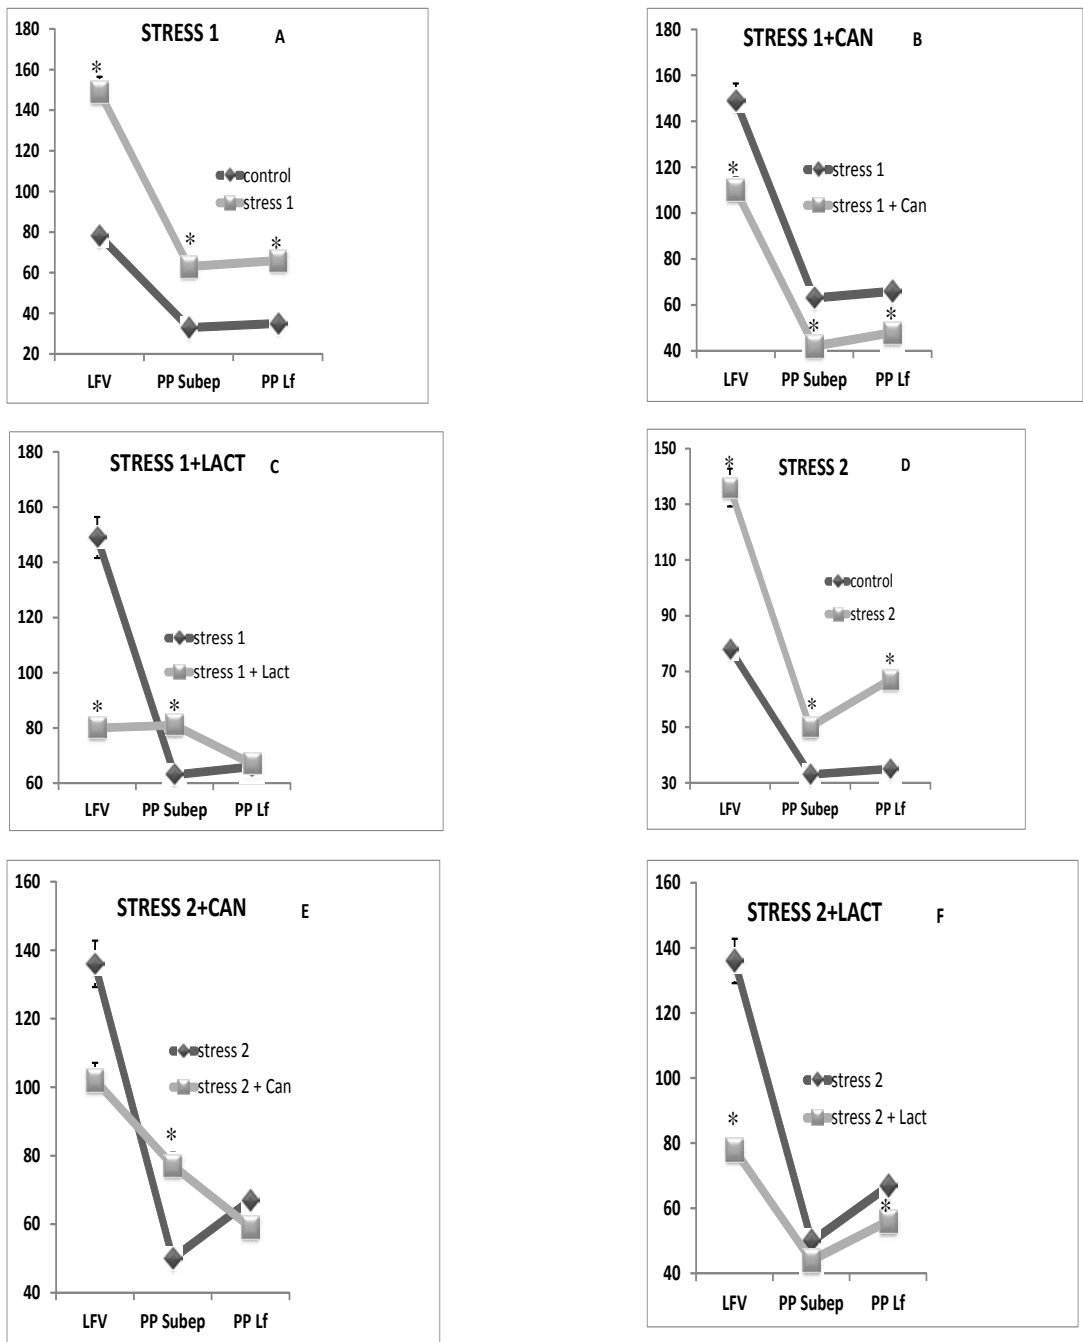 STRESS 1 A
180
160
140
120
100
80
60
40
20
*
*
*
control
stress 1
LFV PP Subep PP Lf
STRESS 1+CAN B
180
160
140
120
100
80
60
40
*
*
*
stress 1
stress 1 + Can
LFV PP Subep PP Lf
STRESS 1+LACT C
180
160
140
120
100
80
60
*
*
stress 1
stress 1 + Lact
LFV PP Subep PP Lf
STRESS 2 D
150
130
110
90
70
50
30
*
*
*
control
stress 2
LFV PP Subep PP Lf
STRESS 2+CAN E
160
140
120
100
80
60
40
*
stress 2
stress 2 + Can
LFV PP Subep PP Lf
STRESS 2+LACT F
160
140
120
100
80
60
40
*
*
stress 2
stress 2 + Lact
LFV PP Subep PP Lf